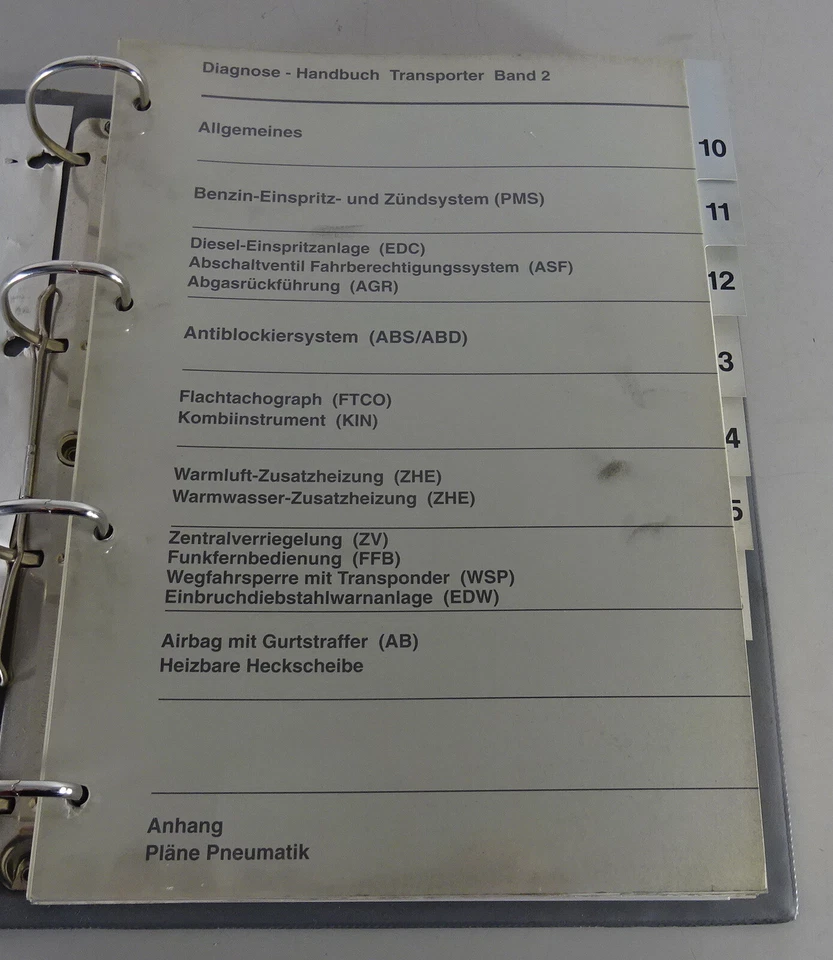 Diagnose - Handbuch Transporter Band 2
Allgemeines
10
Benzin-Einspritz- und Zündsystem (PMS)
11
Diesel-Einspritzanlage (EDC)
Abschaltventil Fahrberechtigungssystem (ASF)
Abgasrückführung (AGR)
12
Antiblockiersystem (ABS/ABD)
3
Flachtachograph (FTCO)
Kombiinstrument (KIN)
4
Warmluft-Zusatzheizung (ZHE)
Warmwasser-Zusatzheizung (ZHE)
5
Zentralverriegelung (ZV)
Funkfernbedienung (FFB)
Wegfahrsperre mit Transponder (WSP)
Einbruchdiebstahlwarnanlage (EDW)
Airbag mit Gurtstraffer (AB)
Heizbare Heckscheibe
Anhang
Pläne Pneumatik